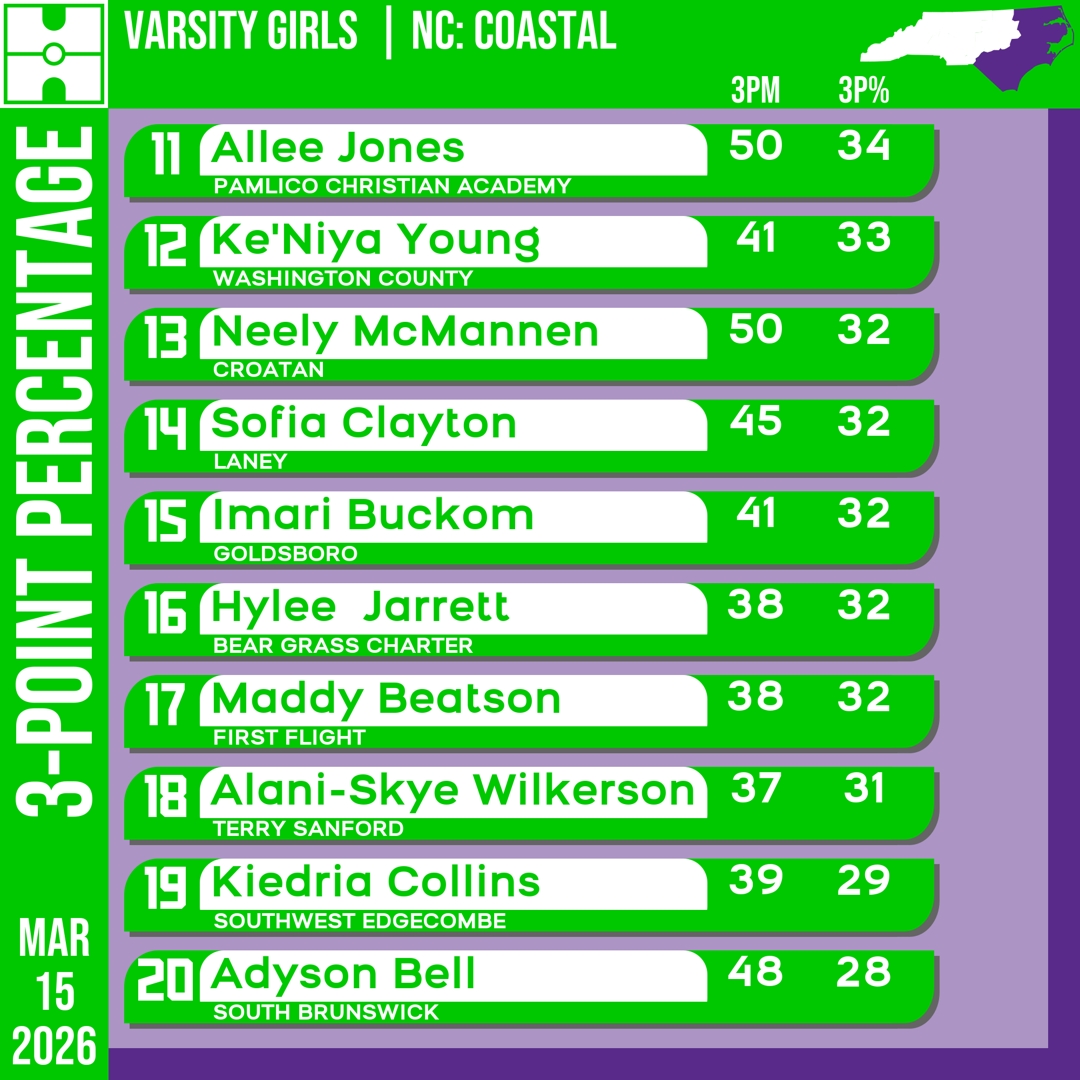 VARSITY GIRLS | NC: COASTAL
3PM 3P%
3-POINT PERCENTAGE
MAR
15
2026
11 Allee Jones 50 34
PAMLICO CHRISTIAN ACADEMY
12 Ke'Niya Young 41 33
WASHINGTON COUNTY
13 Neely McMannen 50 32
CROATAN
14 Sofia Clayton 45 32
LANEY
15 Imari Buckom 41 32
GOLDSBORO
16 Hylee  Jarrett 38 32
BEAR GRASS CHARTER
17 Maddy Beatson 38 32
FIRST FLIGHT
18 Alani-Skye Wilkerson 37 31
TERRY SANFORD
19 Kiedria Collins 39 29
SOUTHWEST EDGECOMBE
20 Adyson Bell 48 28
SOUTH BRUNSWICK